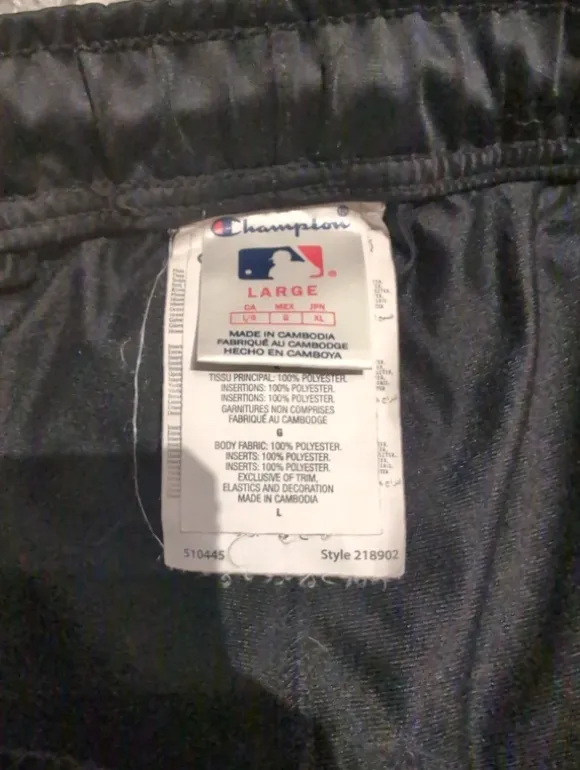 Champion®
®
LARGE
CA MEX JPN
L/G G XL
MADE IN CAMBODIA
FABRIQUÉ AU CAMBODGE
HECHO EN CAMBOYA
TISSU PRINCIPAL: 100% POLYESTER.
INSERTIONS: 100% POLYESTER.
INSERTIONS: 100% POLYESTER.
GARNITURES NON COMPRISES
FABRIQUÉ AU CAMBODGE
G
BODY FABRIC: 100% POLYESTER.
INSERTS: 100% POLYESTER.
INSERTS: 100% POLYESTER.
EXCLUSIVE OF TRIM,
ELASTICS AND DECORATION
MADE IN CAMBODIA
L
510445 Style 218902